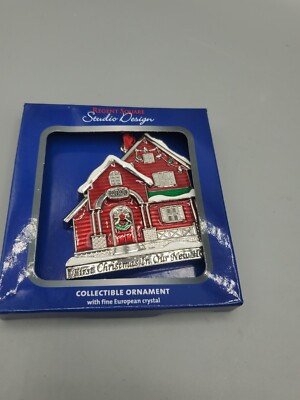 REGENT SQUARE
Studio Design
First Christmas In Our New
COLLECTIBLE ORNAMENT
with fine European crystal